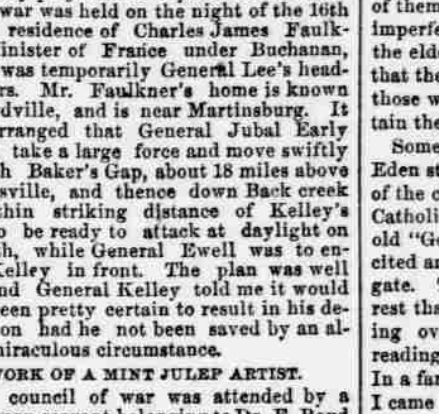 war was held on the night of the 16th
residence of Charles James Faulk-
inister of France under Buchanan,
was temporarily General Lee's head-
rs. Mr. Faulkner's home is known
dville, and is near Martinsburg. It
rranged that General Jubal Early
take a large force and move swiftly
h Baker's Gap, about 18 miles above
sville, and thence down Back creek
thin striking distance of Kelley's
o be ready to attack at daylight on
h, while General Ewell was to en-
Kelley in front. The plan was well
nd General Kelley told me it would
een pretty certain to result in his de-
on had he not been saved by an al-
miraculous circumstance.
WORK OF A MINT JULEP ARTIST.
council of war was attended by a
of them
imperfe
the elde
that the
those w
tain the
Some
Eden st
of the c
Catholi
old "Ge
cited an
gate.
rest tha
ing ov
reading
In a fan
I came